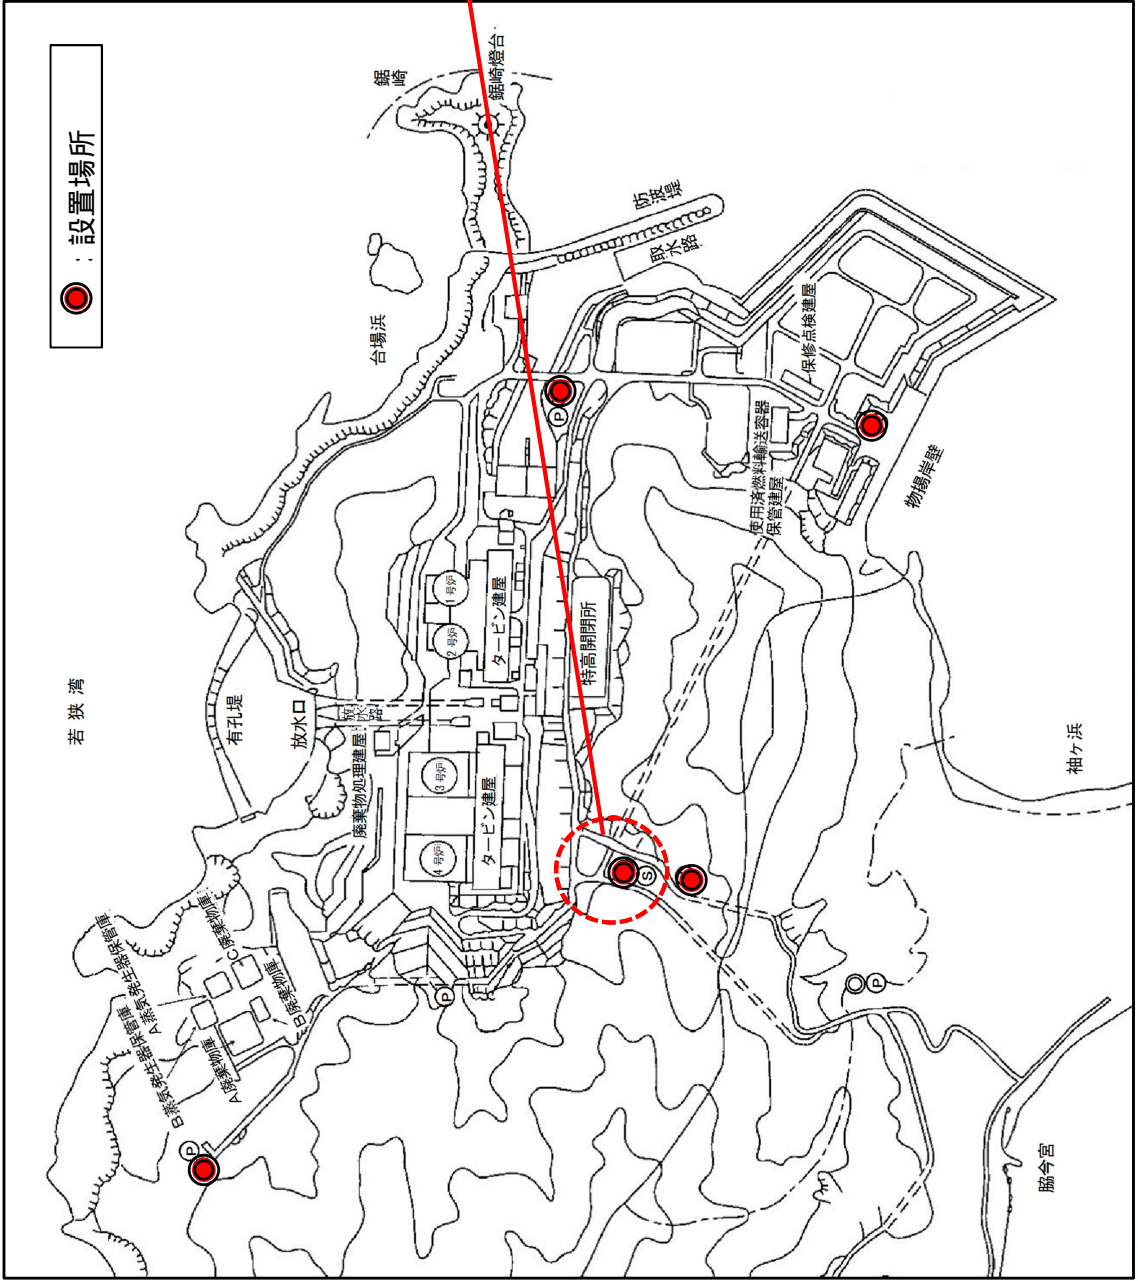 ：設置場所
若狭湾
有孔堤
放水口
放水路
廃棄物処理建屋
台場浜
鋸崎
鋸崎燈台
防波堤
取水路
保修点検建屋
使用済燃料輸送容器
保管建屋
物揚岸壁
袖ヶ浜
脇今宮
特高開閉所
タービン建屋
1号炉
2号炉
タービン建屋
3号炉
4号炉
A蒸気発生器保管庫
B蒸気発生器保管庫
C廃棄物庫
B廃棄物庫
A廃棄物庫
P
P
P
P
S